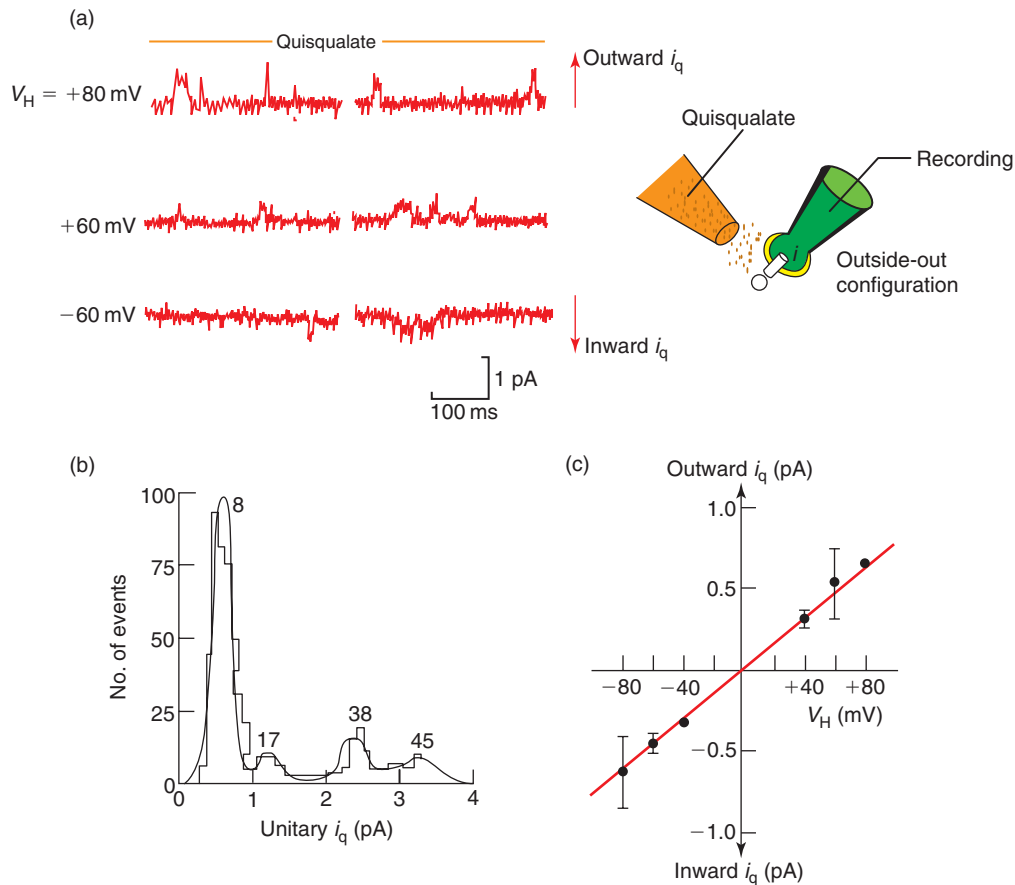 (a)
Quisqualate
V_H = +80 mV
Outward i_q
+60 mV
−60 mV
Inward i_q
1 pA
100 ms
Quisqualate
Recording
i
Outside-out
configuration
(b)
No. of events
100
75
50
25
0
8
17
38
45
0 1 2 3 4
Unitary i_q (pA)
(c)
Outward i_q (pA)
1.0
0.5
−80 −40
+40 +80
V_H (mV)
−0.5
−1.0
Inward i_q (pA)